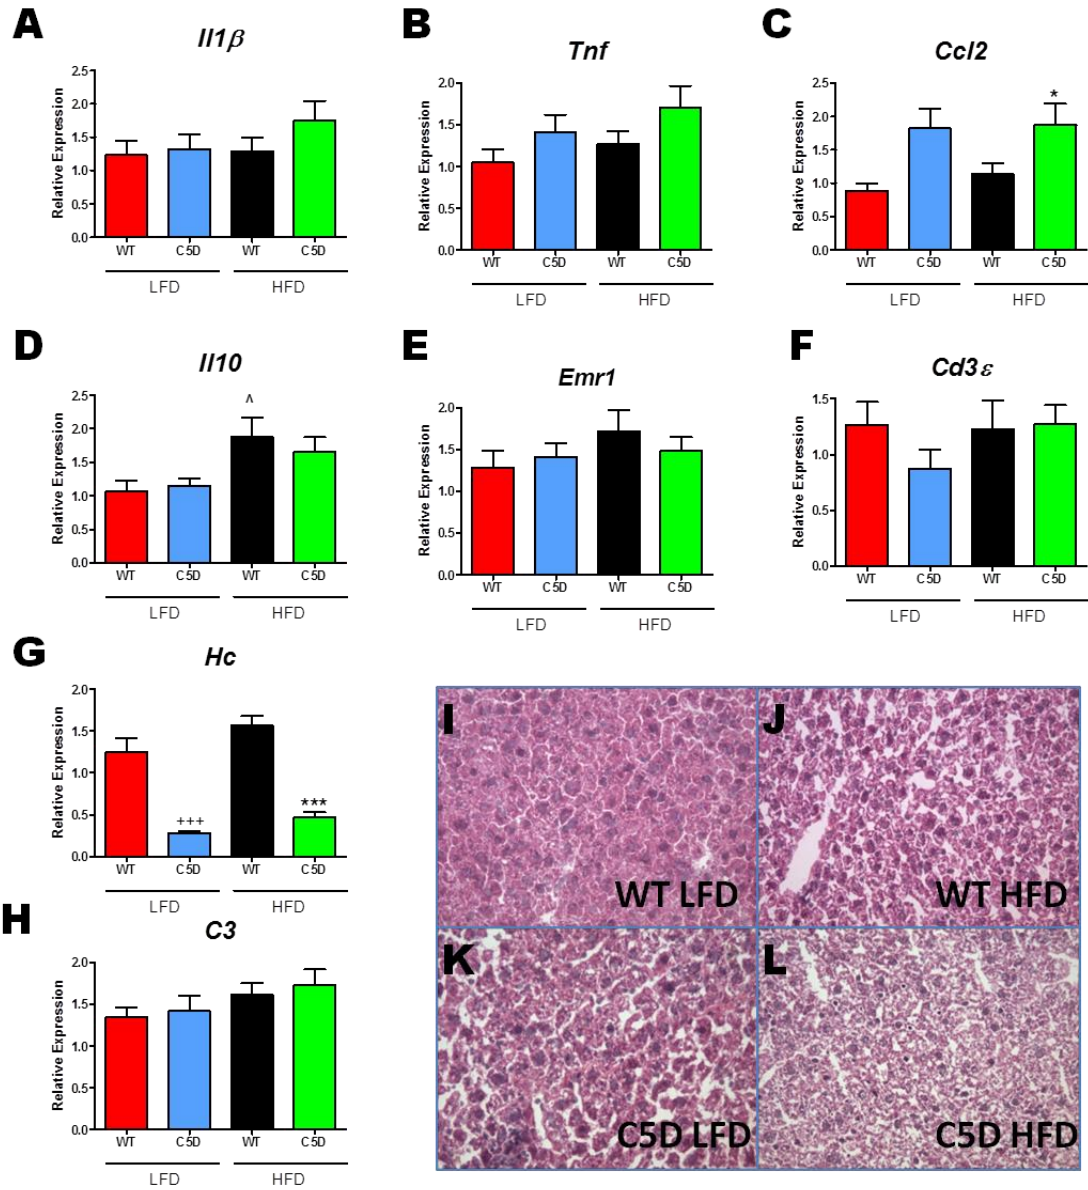 A
Il1β
Relative Expression
2.5
2.0
1.5
1.0
0.5
0.0
WT C5D WT C5D
LFD HFD
B
Tnf
Relative Expression
2.0
1.5
1.0
0.5
0.0
WT C5D WT C5D
LFD HFD
C
Ccl2
Relative Expression
2.5
2.0
1.5
1.0
0.5
0.0
*
WT C5D WT C5D
LFD HFD
D
Il10
Relative Expression
2.5
2.0
1.5
1.0
0.5
0.0
^
WT C5D WT C5D
LFD HFD
E
Emr1
Relative Expression
2.0
1.5
1.0
0.5
0.0
WT C5D WT C5D
LFD HFD
F
Cd3ε
Relative Expression
1.5
1.0
0.5
0.0
WT C5D WT C5D
LFD HFD
G
Hc
Relative Expression
2.0
1.5
1.0
0.5
0.0
+++
***
WT C5D WT C5D
LFD HFD
H
C3
Relative Expression
2.0
1.5
1.0
0.5
0.0
WT C5D WT C5D
LFD HFD
I
WT LFD
J
WT HFD
K
C5D LFD
L
C5D HFD